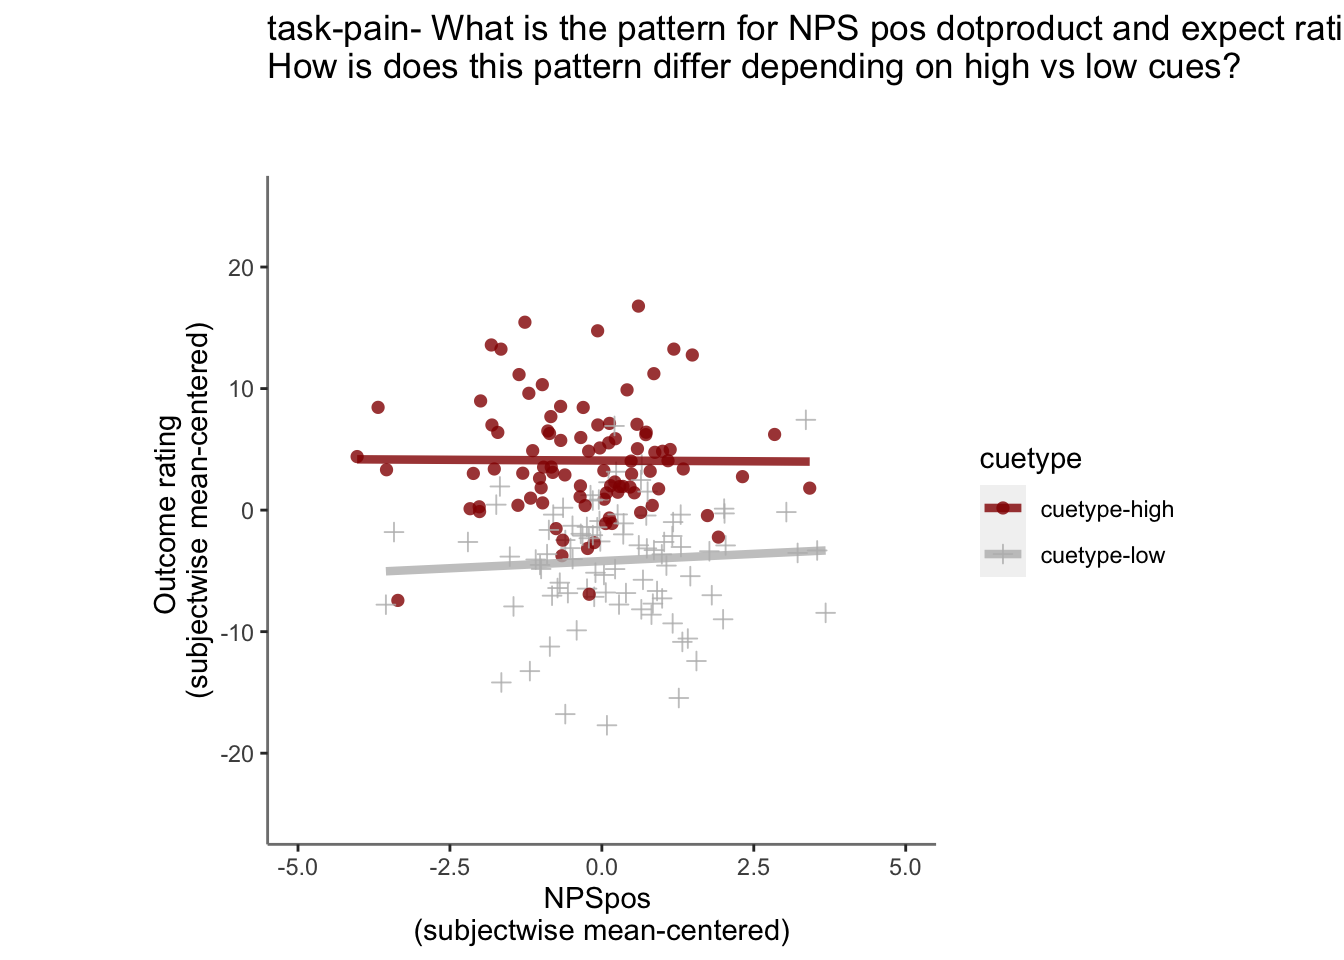 task-pain- What is the pattern for NPS pos dotproduct and expect rati
How is does this pattern differ depending on high vs low cues?
20
10
0
-10
-20
Outcome rating
(subjectwise mean-centered)
-5.0
-2.5
0.0
2.5
5.0
NPSpos
(subjectwise mean-centered)
cuetype
cuetype-high
cuetype-low